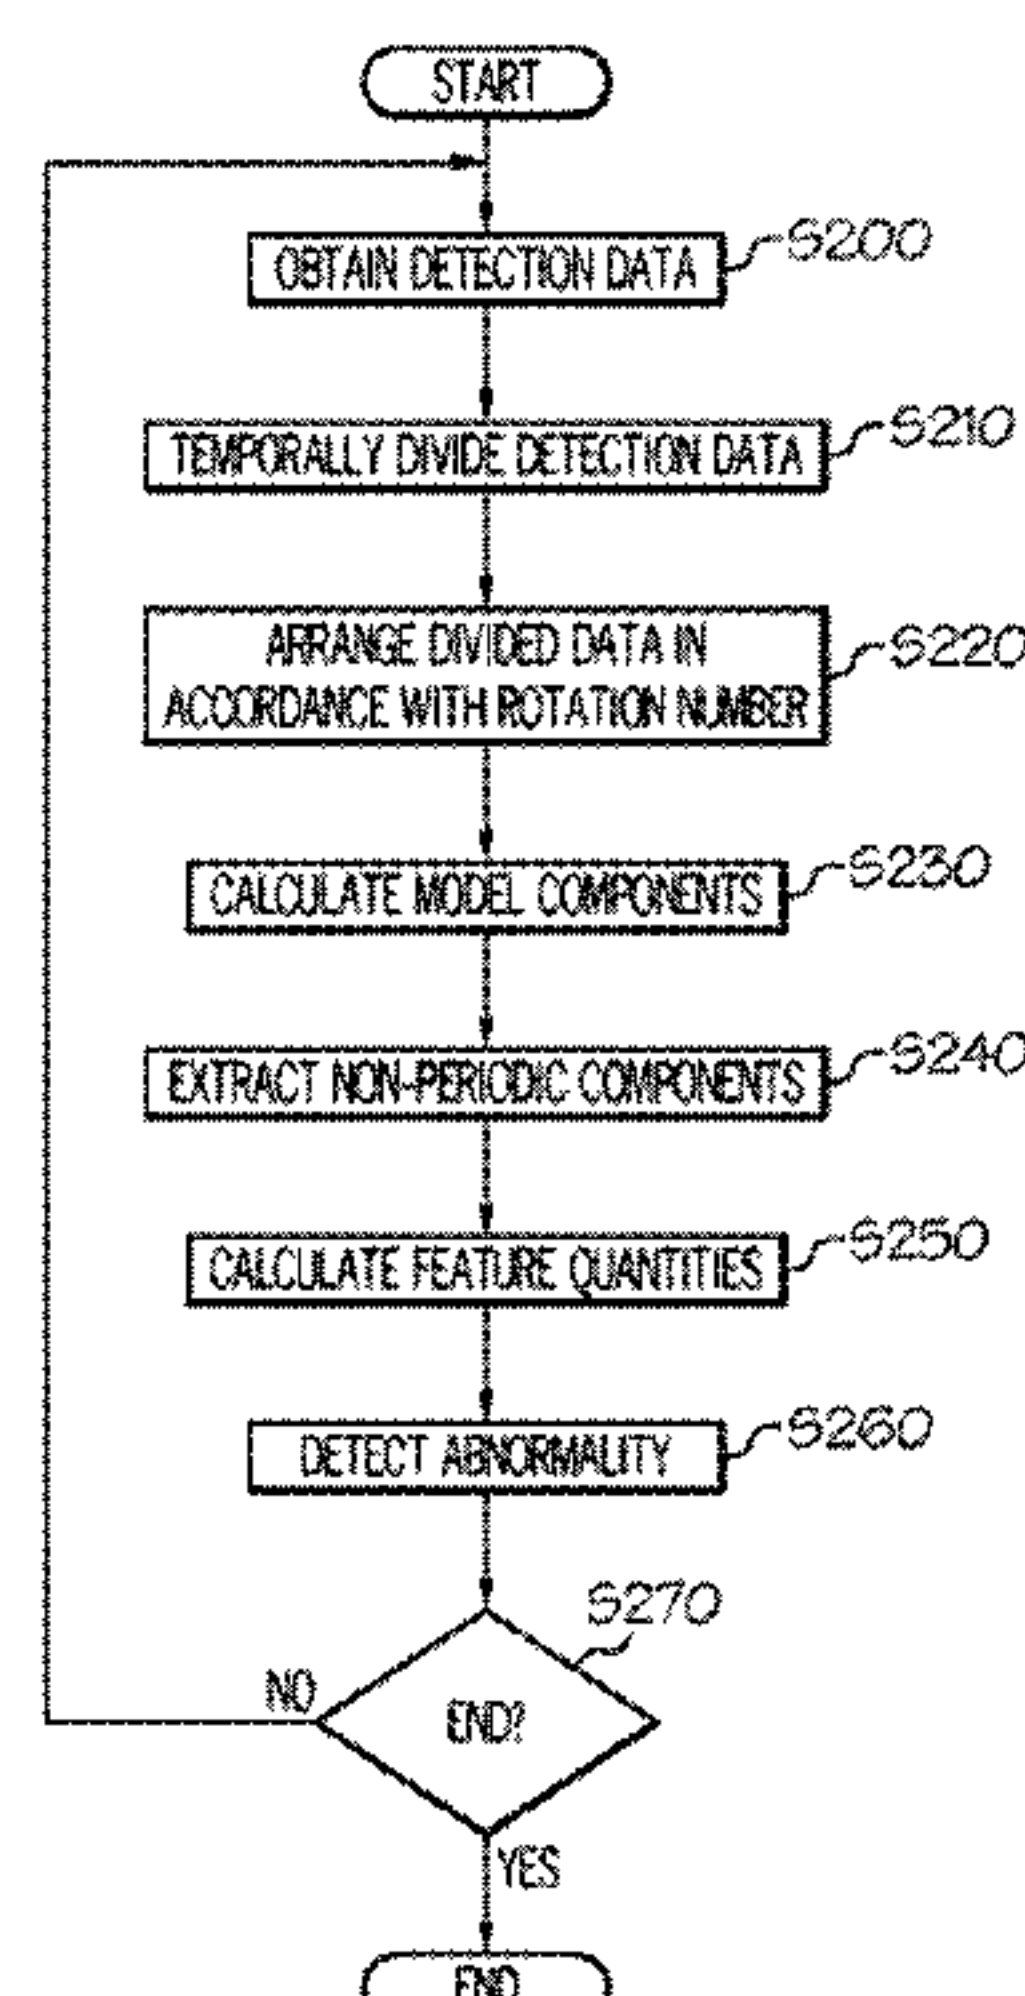 START
OBTAIN DETECTION DATA
S200
TEMPORALLY DIVIDE DETECTION DATA
S210
ARRANGE DIVIDED DATA IN
ACCORDANCE WITH ROTATION NUMBER
S220
CALCULATE MODEL COMPONENTS
S230
EXTRACT NON-PERIODIC COMPONENTS
S240
CALCULATE FEATURE QUANTITIES
S250
DETECT ABNORMALITY
S260
S270
NO
END?
YES
END